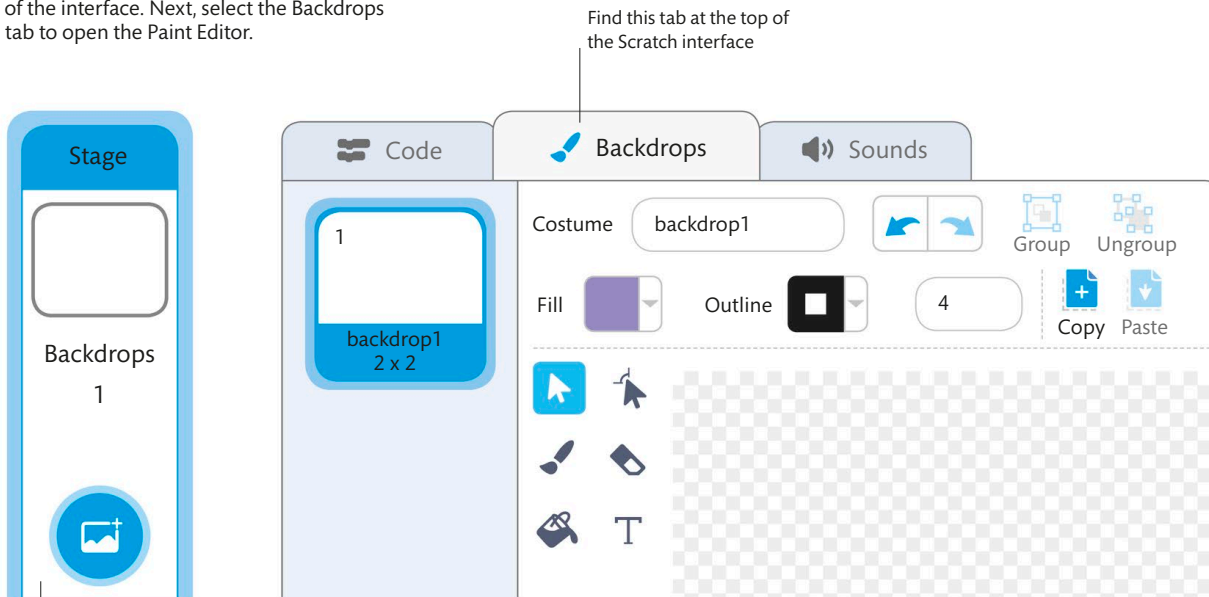 of the interface. Next, select the Backdrops
tab to open the Paint Editor.
Find this tab at the top of
the Scratch interface
Stage
Backdrops
1
Code
Backdrops
Sounds
1
backdrop1
2 x 2
Costume
backdrop1
Group
Ungroup
Fill
Outline
4
Copy
Paste
T